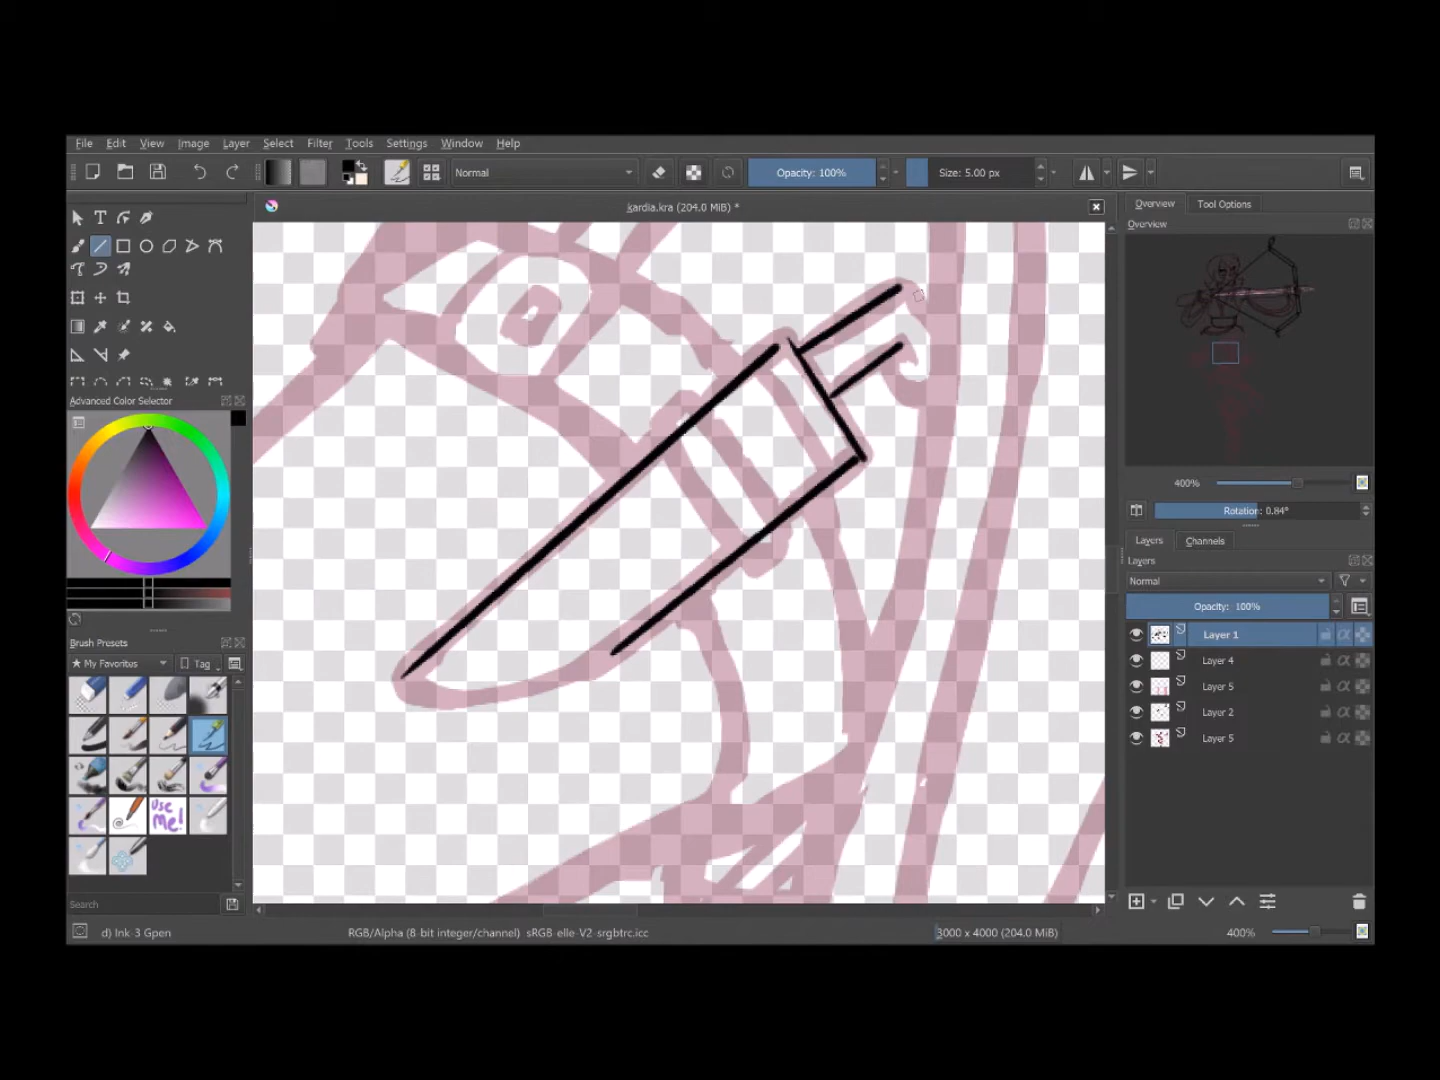 File Edit View Image Layer Select Filter Tools Settings Window Help
Normal Opacity: 100% Size: 5.00 px
kardia.kra (204.0 MiB) *
Overview Tool Options
Overview
Advanced Color Selector
400%
Rotation: 0.84°
Layers Channels
Layers
Normal
Opacity: 100%
Layer 1
Layer 4
Layer 5
Layer 2
Layer 5
Brush Presets
★ My Favorites Tag
use me!
Search
d) Ink-3 Gpen RGB/Alpha (8-bit integer/channel) sRGB-elle-V2-srgbtrc.icc 3000 x 4000 (204.0 MiB) 400%